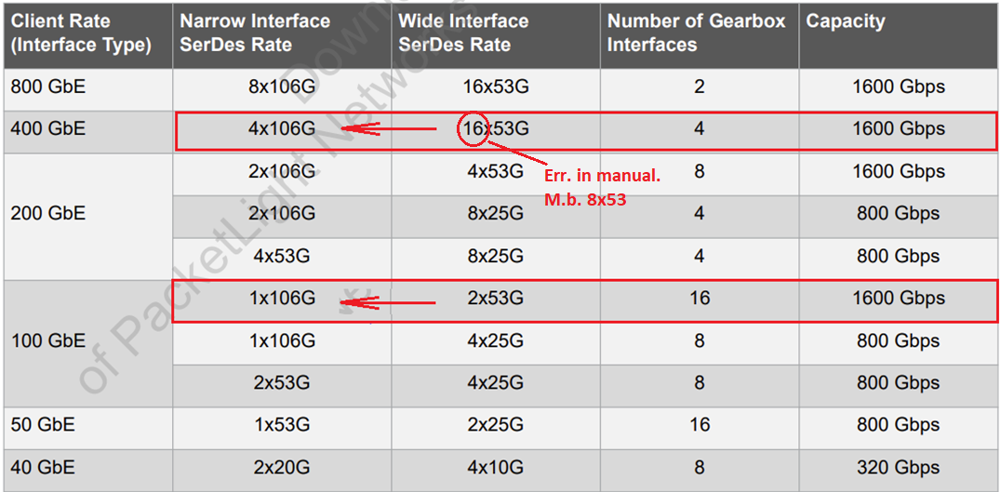 Client Rate (Interface Type) Narrow Interface SerDes Rate Wide Interface SerDes Rate Number of Gearbox Interfaces Capacity
800 GbE 8x106G 16x53G 2 1600 Gbps
400 GbE 4x106G 16x53G 4 1600 Gbps
Err. in manual.
M.b. 8x53
200 GbE 2x106G 4x53G 8 1600 Gbps
2x106G 8x25G 4 800 Gbps
4x53G 8x25G 4 800 Gbps
100 GbE 1x106G 2x53G 16 1600 Gbps
1x106G 4x25G 8 800 Gbps
2x53G 4x25G 8 800 Gbps
50 GbE 1x53G 2x25G 16 800 Gbps
40 GbE 2x20G 4x10G 8 320 Gbps
of PacketLight Networks